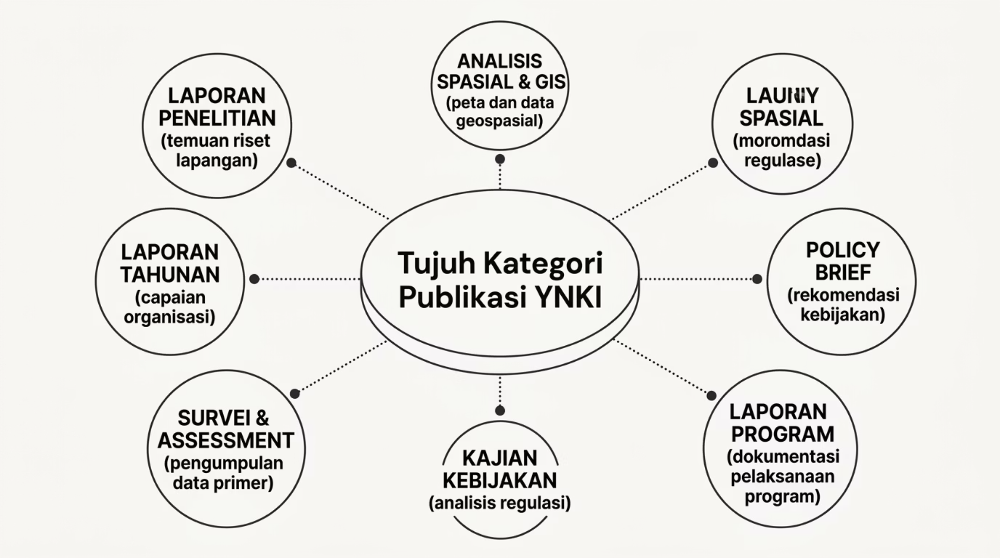 ANALISIS
SPASIAL & GIS
(peta dan data
geospasial)
LAPORAN
PENELITIAN
(temuan riset
lapangan)
SPASIAL
(moromdasi
regulase)
LAPORAN
TAHUNAN
(capaian
organisasi)
Tujuh Kategori
Publikasi YNKI
POLICY
BRIEF
(rekomendasi
kebijakan)
SURVEI &
ASSESSMENT
(pengumpulan
data primer)
KAJIAN
KEBIJAKAN
(analisis regulasi)
LAPORAN
PROGRAM
(dokumentasi
pelaksanaan
program)